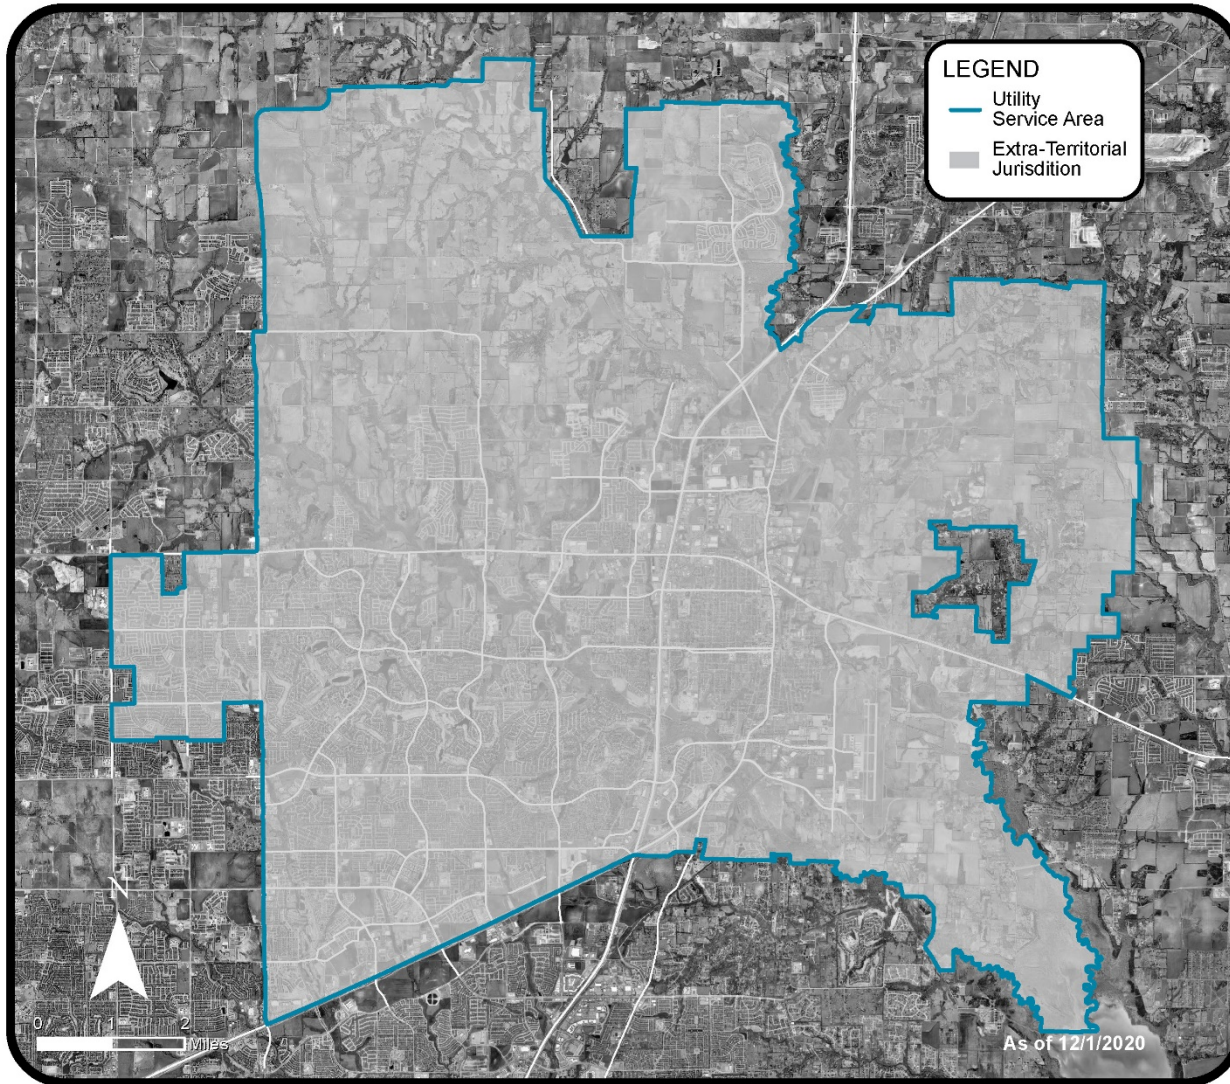 LEGEND
Utility
Service Area
Extra-Territorial
Jurisdition
N
0 1 2
Miles
As of 12/1/2020